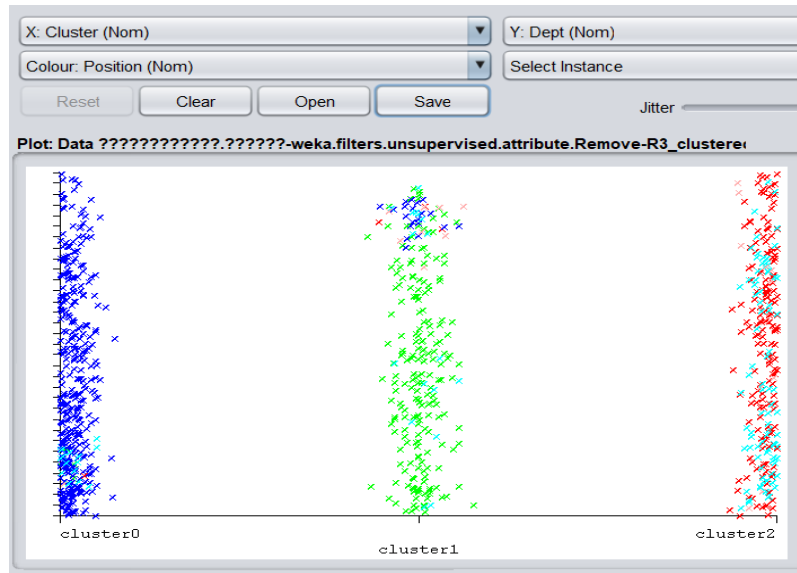 X: Cluster (Nom) Y: Dept (Nom)
Colour: Position (Nom) Select Instance
Reset Clear Open Save Jitter
Plot: Data ????????????.??????-weka.filters.unsupervised.attribute.Remove-R3_clustered
cluster0 cluster2
cluster1